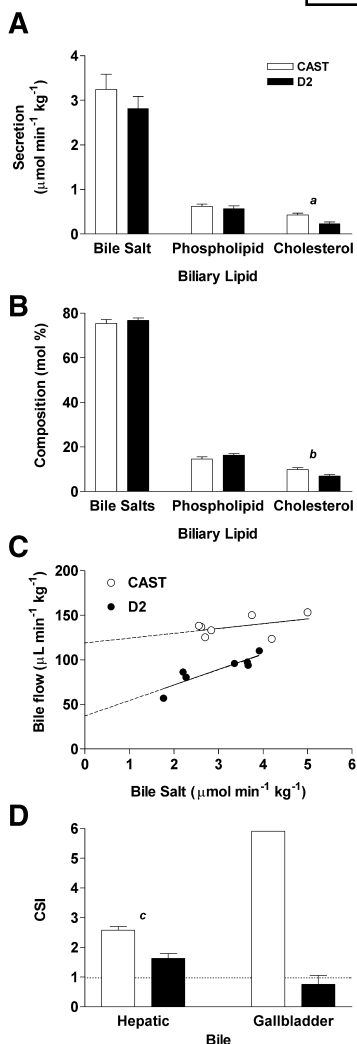 A
4
3
2
1
0
Secretion
(μmol min⁻¹ kg⁻¹)
CAST
D2
a
Bile Salt Phospholipid Cholesterol
Biliary Lipid
B
80
60
40
20
0
Composition (mol %)
b
Bile Salts Phospholipid Cholesterol
Biliary Lipid
C
200
150
100
50
0
Bile flow (μL min⁻¹ kg⁻¹)
CAST
D2
0 1 2 3 4 5 6
Bile Salt (μmol min⁻¹ kg⁻¹)
D
6
5
4
3
2
1
0
CSI
c
Hepatic Gallbladder
Bile